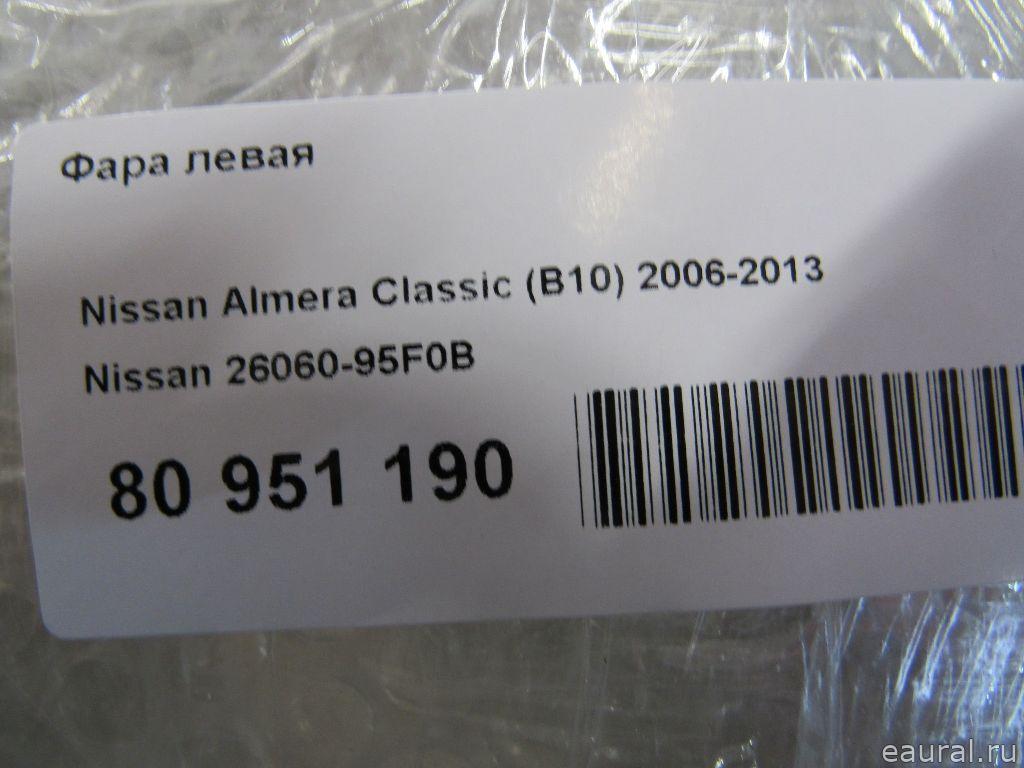 Фара левая
Nissan Almera Classic (B10) 2006-2013
Nissan 26060-95F0B
80 951 190
eaural.ru